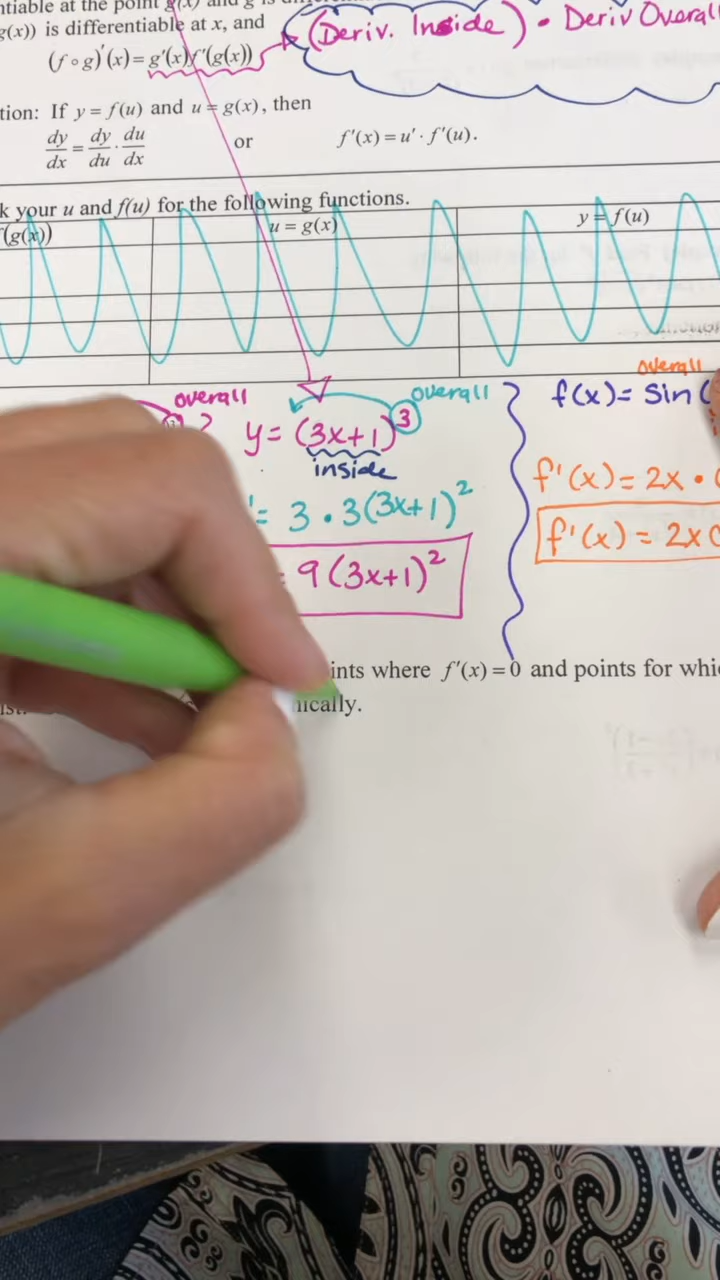 ntiable at the point g(x) and g is
g(x)) is differentiable at x, and
(Deriv. Inside) • Deriv Overall
(f ∘ g)'(x) = g'(x)f'(g(x))
tion: If y = f(u) and u = g(x), then
dy/dx = dy/du · du/dx or f'(x) = u' · f'(u).
k your u and f(u) for the following functions.
(g(x)) u = g(x) y = f(u)
overall overall overall
y = (3x+1)³ f(x) = sin(
inside
' = 3 • 3(3x+1)² f'(x) = 2x •
= 9(3x+1)² f'(x) = 2x c
ints where f'(x) = 0 and points for whi
ist. nically.